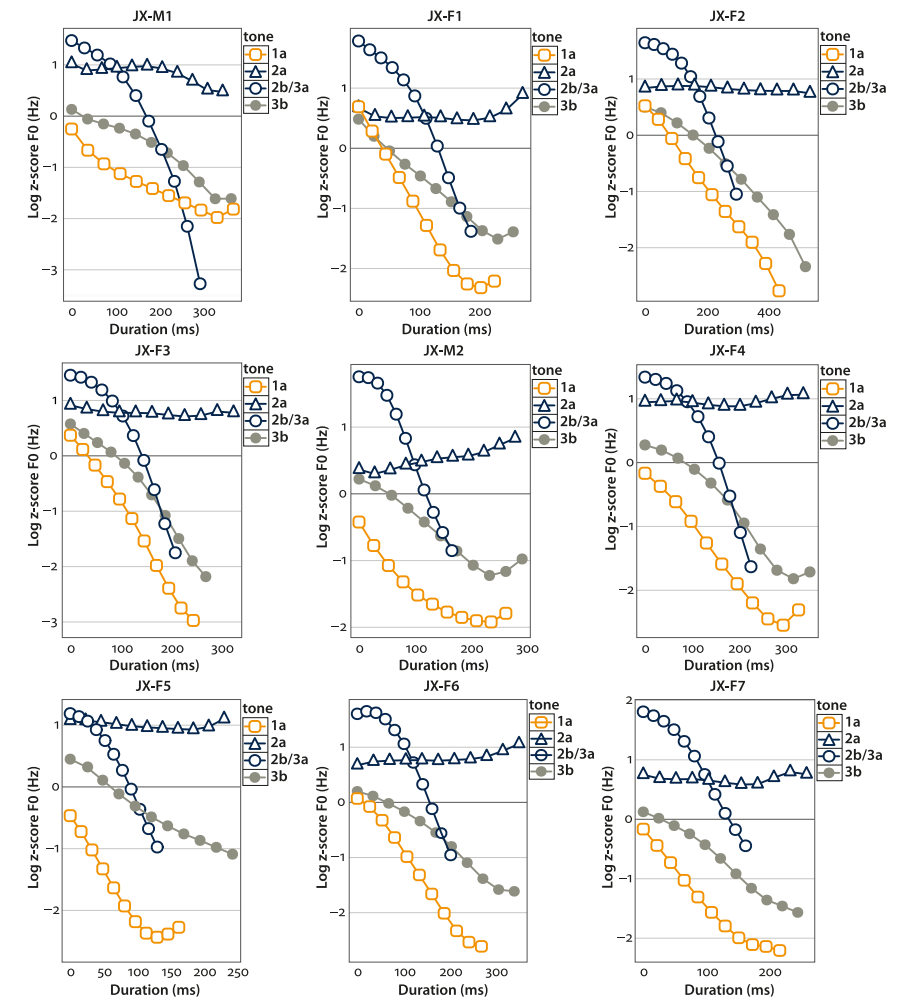 JX-M1
tone
1a
2a
2b/3a
3b
1
0
−1
−2
−3
Log z-score F0 (Hz)
0 100 200 300
Duration (ms)
JX-F1
tone
1a
2a
2b/3a
3b
1
0
−1
−2
Log z-score F0 (Hz)
0 100 200
Duration (ms)
JX-F2
tone
1a
2a
2b/3a
3b
1
0
−1
−2
Log z-score F0 (Hz)
0 200 400
Duration (ms)
JX-F3
tone
1a
2a
2b/3a
3b
1
0
−1
−2
−3
Log z-score F0 (Hz)
0 100 200 300
Duration (ms)
JX-M2
tone
1a
2a
2b/3a
3b
1
0
−1
−2
Log z-score F0 (Hz)
0 100 200 300
Duration (ms)
JX-F4
tone
1a
2a
2b/3a
3b
1
0
−1
−2
Log z-score F0 (Hz)
0 100 200 300
Duration (ms)
JX-F5
tone
1a
2a
2b/3a
3b
1
0
−1
−2
Log z-score F0 (Hz)
0 50 100 150 200 250
Duration (ms)
JX-F6
tone
1a
2a
2b/3a
3b
1
0
−1
−2
Log z-score F0 (Hz)
0 100 200 300
Duration (ms)
JX-F7
tone
1a
2a
2b/3a
3b
2
1
0
−1
−2
Log z-score F0 (Hz)
0 100 200
Duration (ms)